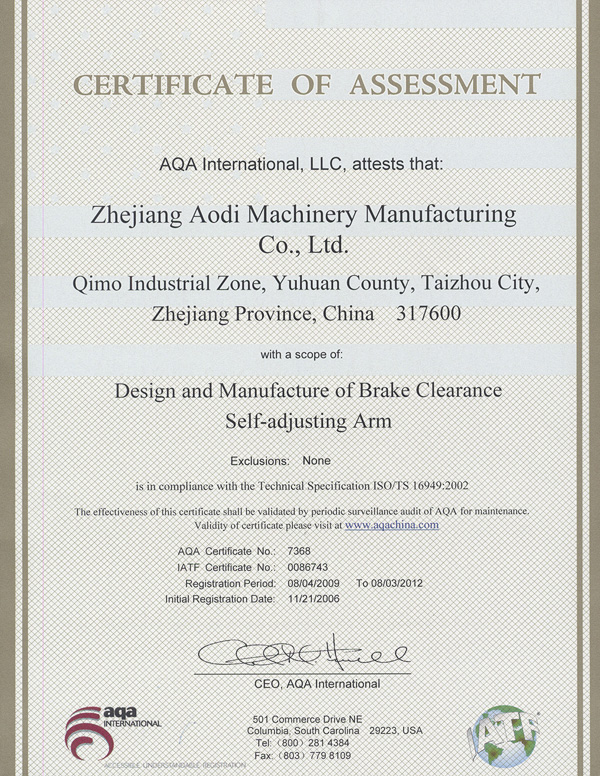 CERTIFICATE OF ASSESSMENT
AQA International, LLC, attests that:
Zhejiang Aodi Machinery Manufacturing
Co., Ltd.
Qimo Industrial Zone, Yuhuan County, Taizhou City,
Zhejiang Province, China 317600
with a scope of:
Design and Manufacture of Brake Clearance
Self-adjusting Arm
Exclusions: None
is in compliance with the Technical Specification ISO/TS 16949:2002
The effectiveness of this certificate shall be validated by periodic surveillance audit of AQA for maintenance.
Validity of certificate please visit at www.aqachina.com
AQA Certificate No.: 7368
IATF Certificate No.: 0086743
Registration Period: 08/04/2009 To 08/03/2012
Initial Registration Date: 11/21/2006
CEO, AQA International
aqa
INTERNATIONAL
ACCESSIBLE UNDERSTANDABLE REGISTRATION
501 Commerce Drive NE
Columbia, South Carolina 29223, USA
Tel: (800) 281 4384
Fax: (803) 779 8109
IATF